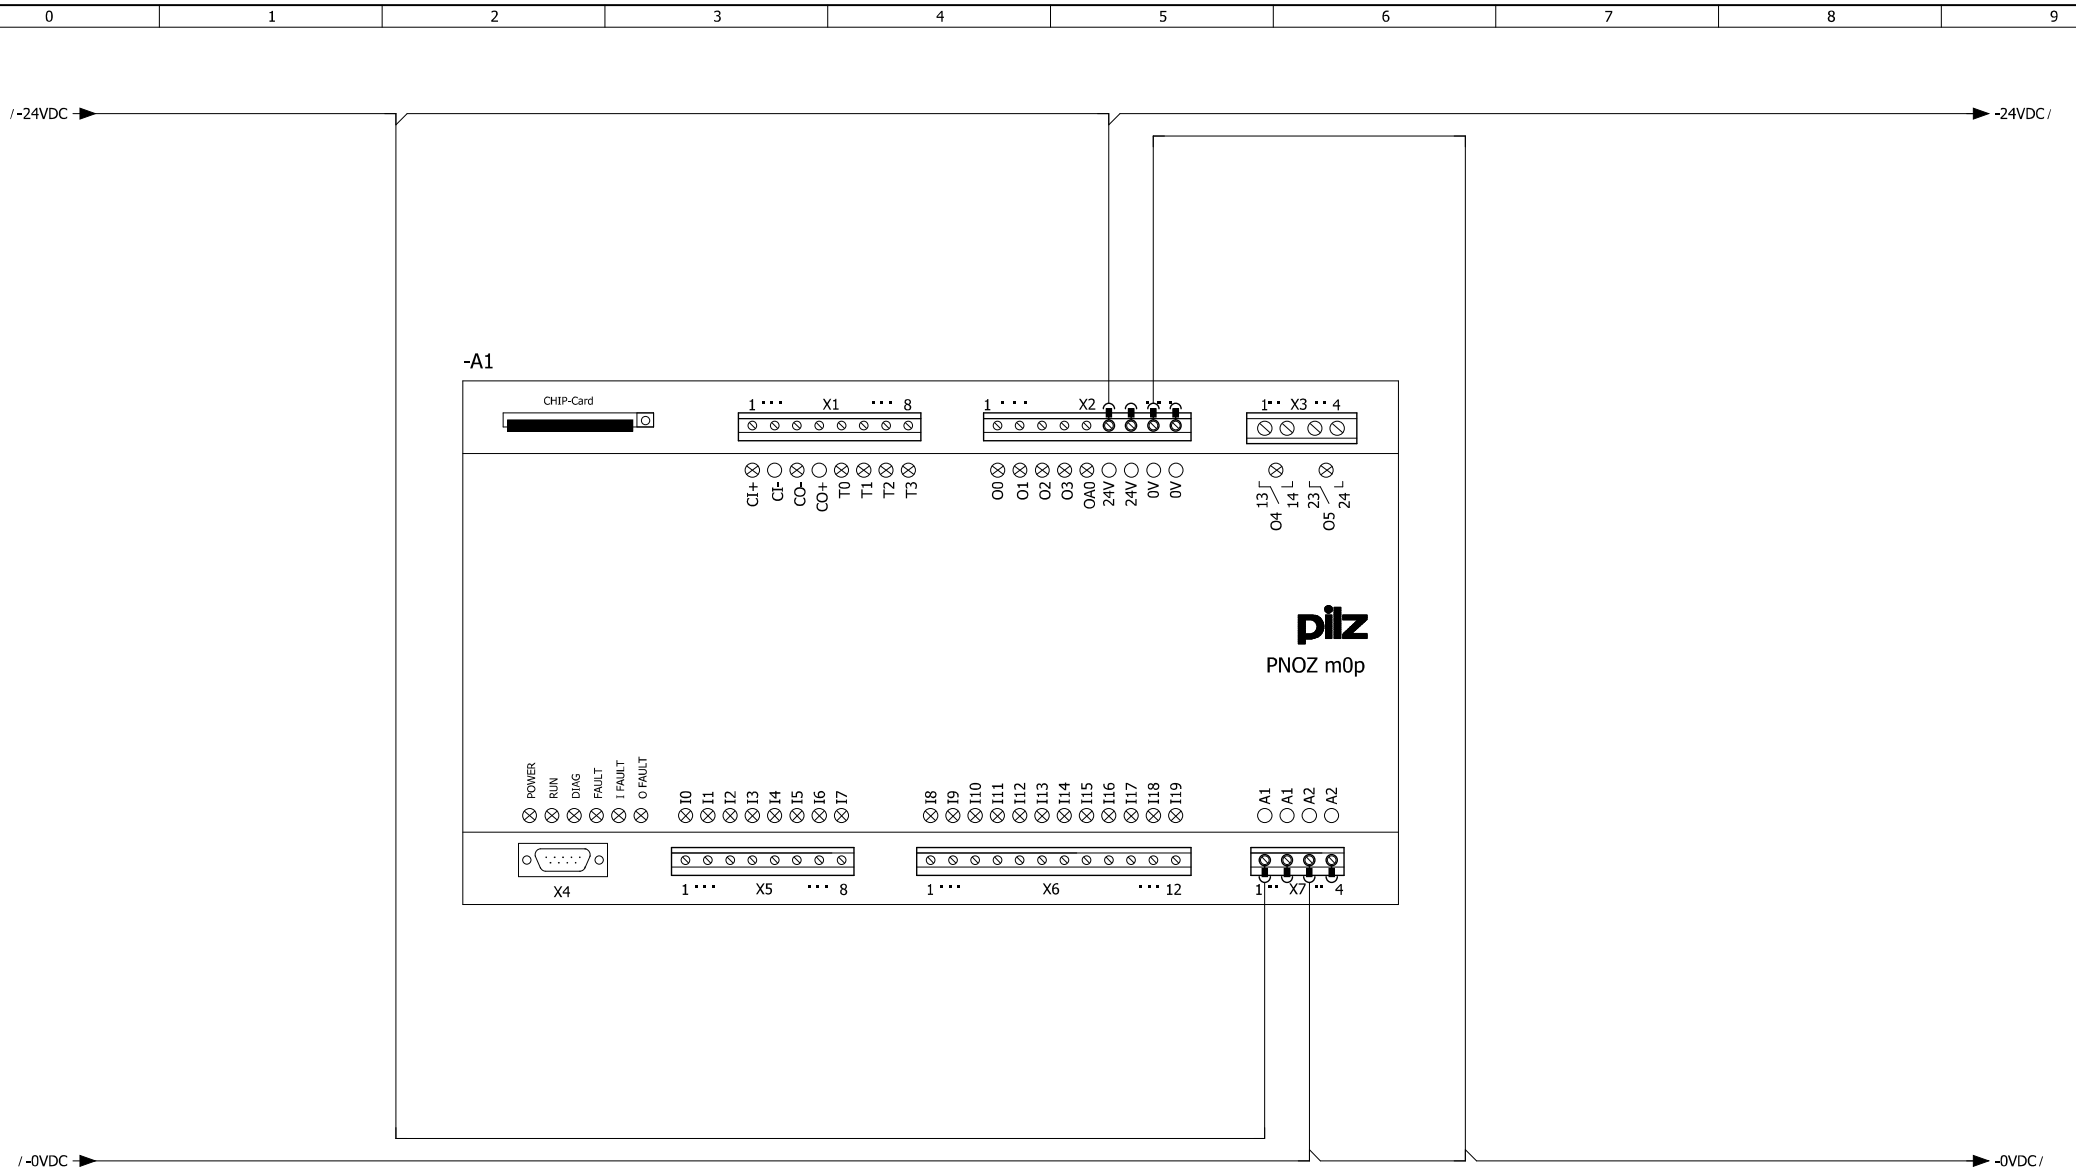 0 1 2 3 4 5 6 7 8 9
/ -24VDC -24VDC /
-A1
CHIP-Card
1 ··· X1 ··· 8
1 ··· X2 ····
1·· X3 ·· 4
CI+ CI- CO- CO+ T0 T1 T2 T3
O0 O1 O2 O3 OA0 24V 24V 0V 0V
13 14 23 24
O4 O5
pilz
PNOZ m0p
POWER RUN DIAG FAULT I FAULT O FAULT
I0 I1 I2 I3 I4 I5 I6 I7
I8 I9 I10 I11 I12 I13 I14 I15 I16 I17 I18 I19
A1 A1 A2 A2
X4
1 ··· X5 ··· 8
1 ··· X6 ··· 12
1·· X7 ·· 4
/ -0VDC -0VDC /